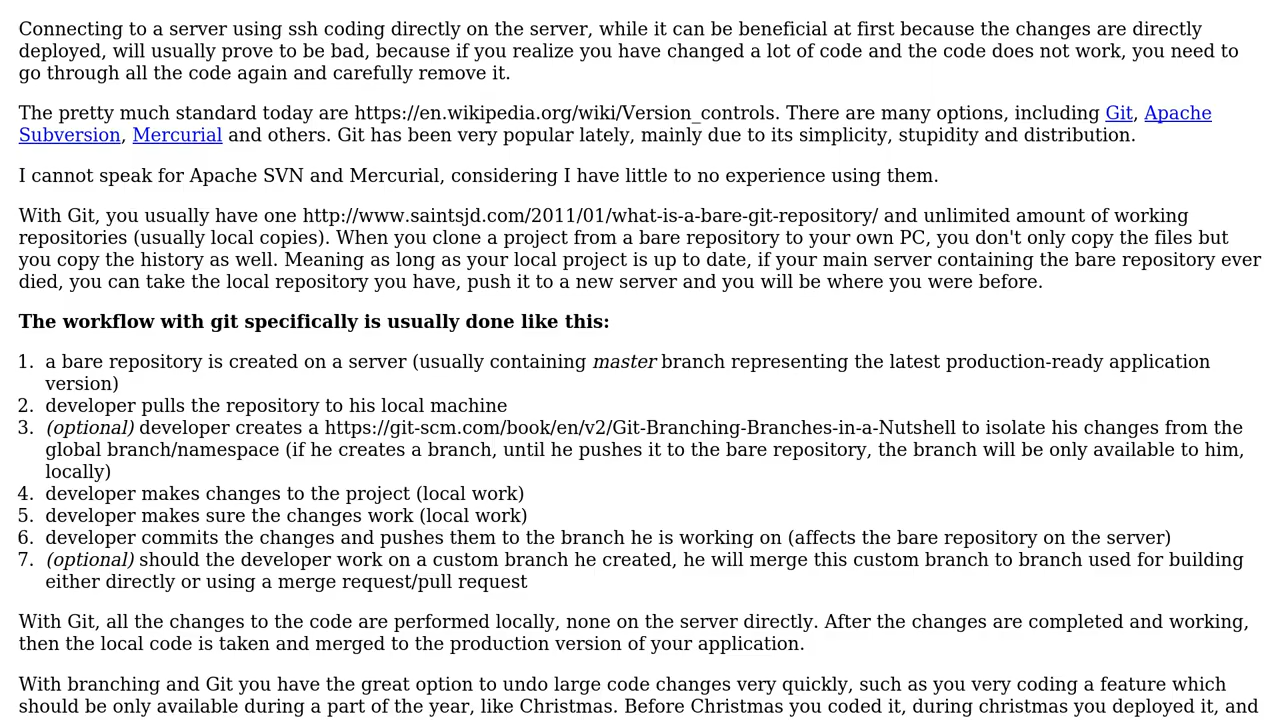 Connecting to a server using ssh coding directly on the server, while it can be beneficial at first because the changes are directly
deployed, will usually prove to be bad, because if you realize you have changed a lot of code and the code does not work, you need to
go through all the code again and carefully remove it.
The pretty much standard today are https://en.wikipedia.org/wiki/Version_controls. There are many options, including Git, Apache
Subversion, Mercurial and others. Git has been very popular lately, mainly due to its simplicity, stupidity and distribution.
I cannot speak for Apache SVN and Mercurial, considering I have little to no experience using them.
With Git, you usually have one http://www.saintsjd.com/2011/01/what-is-a-bare-git-repository/ and unlimited amount of working
repositories (usually local copies). When you clone a project from a bare repository to your own PC, you don't only copy the files but
you copy the history as well. Meaning as long as your local project is up to date, if your main server containing the bare repository ever
died, you can take the local repository you have, push it to a new server and you will be where you were before.
The workflow with git specifically is usually done like this:
1. a bare repository is created on a server (usually containing master branch representing the latest production-ready application
version)
2. developer pulls the repository to his local machine
3. (optional) developer creates a https://git-scm.com/book/en/v2/Git-Branching-Branches-in-a-Nutshell to isolate his changes from the
global branch/namespace (if he creates a branch, until he pushes it to the bare repository, the branch will be only available to him,
locally)
4. developer makes changes to the project (local work)
5. developer makes sure the changes work (local work)
6. developer commits the changes and pushes them to the branch he is working on (affects the bare repository on the server)
7. (optional) should the developer work on a custom branch he created, he will merge this custom branch to branch used for building
either directly or using a merge request/pull request
With Git, all the changes to the code are performed locally, none on the server directly. After the changes are completed and working,
then the local code is taken and merged to the production version of your application.
With branching and Git you have the great option to undo large code changes very quickly, such as you very coding a feature which
should be only available during a part of the year, like Christmas. Before Christmas you coded it, during christmas you deployed it, and